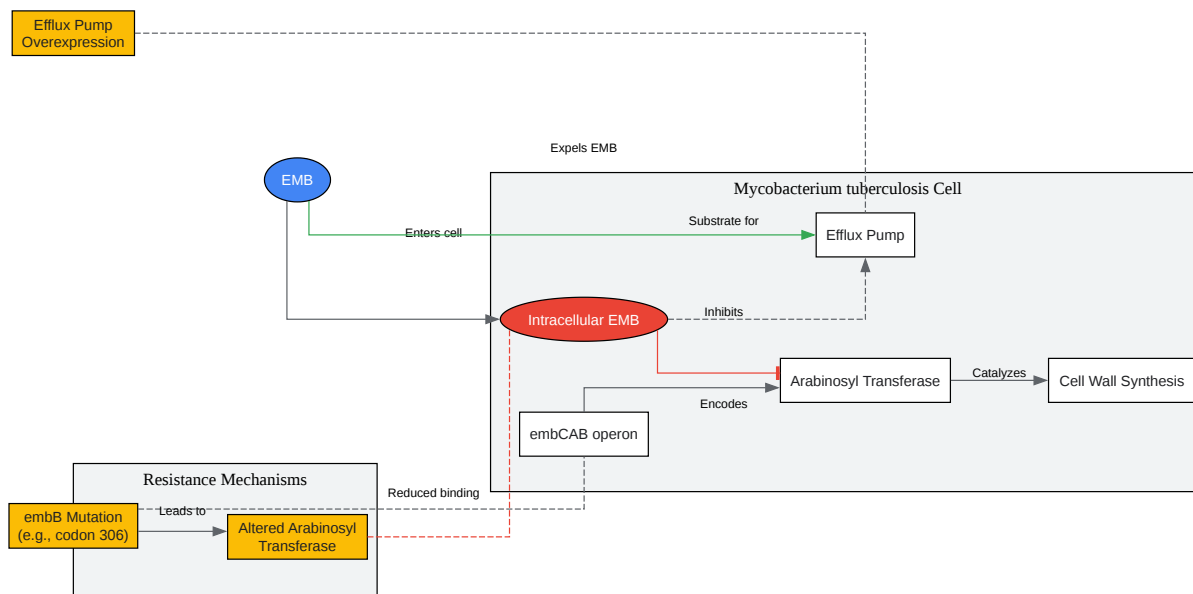 Efflux Pump
Overexpression
Expels EMB
EMB
Mycobacterium tuberculosis Cell
Substrate for
Enters cell
Efflux Pump
Intracellular EMB
Inhibits
Arabinosyl Transferase
Catalyzes
Cell Wall Synthesis
Encodes
embCAB operon
Resistance Mechanisms
Reduced binding
embB Mutation
(e.g., codon 306)
Leads to
Altered Arabinosyl
Transferase